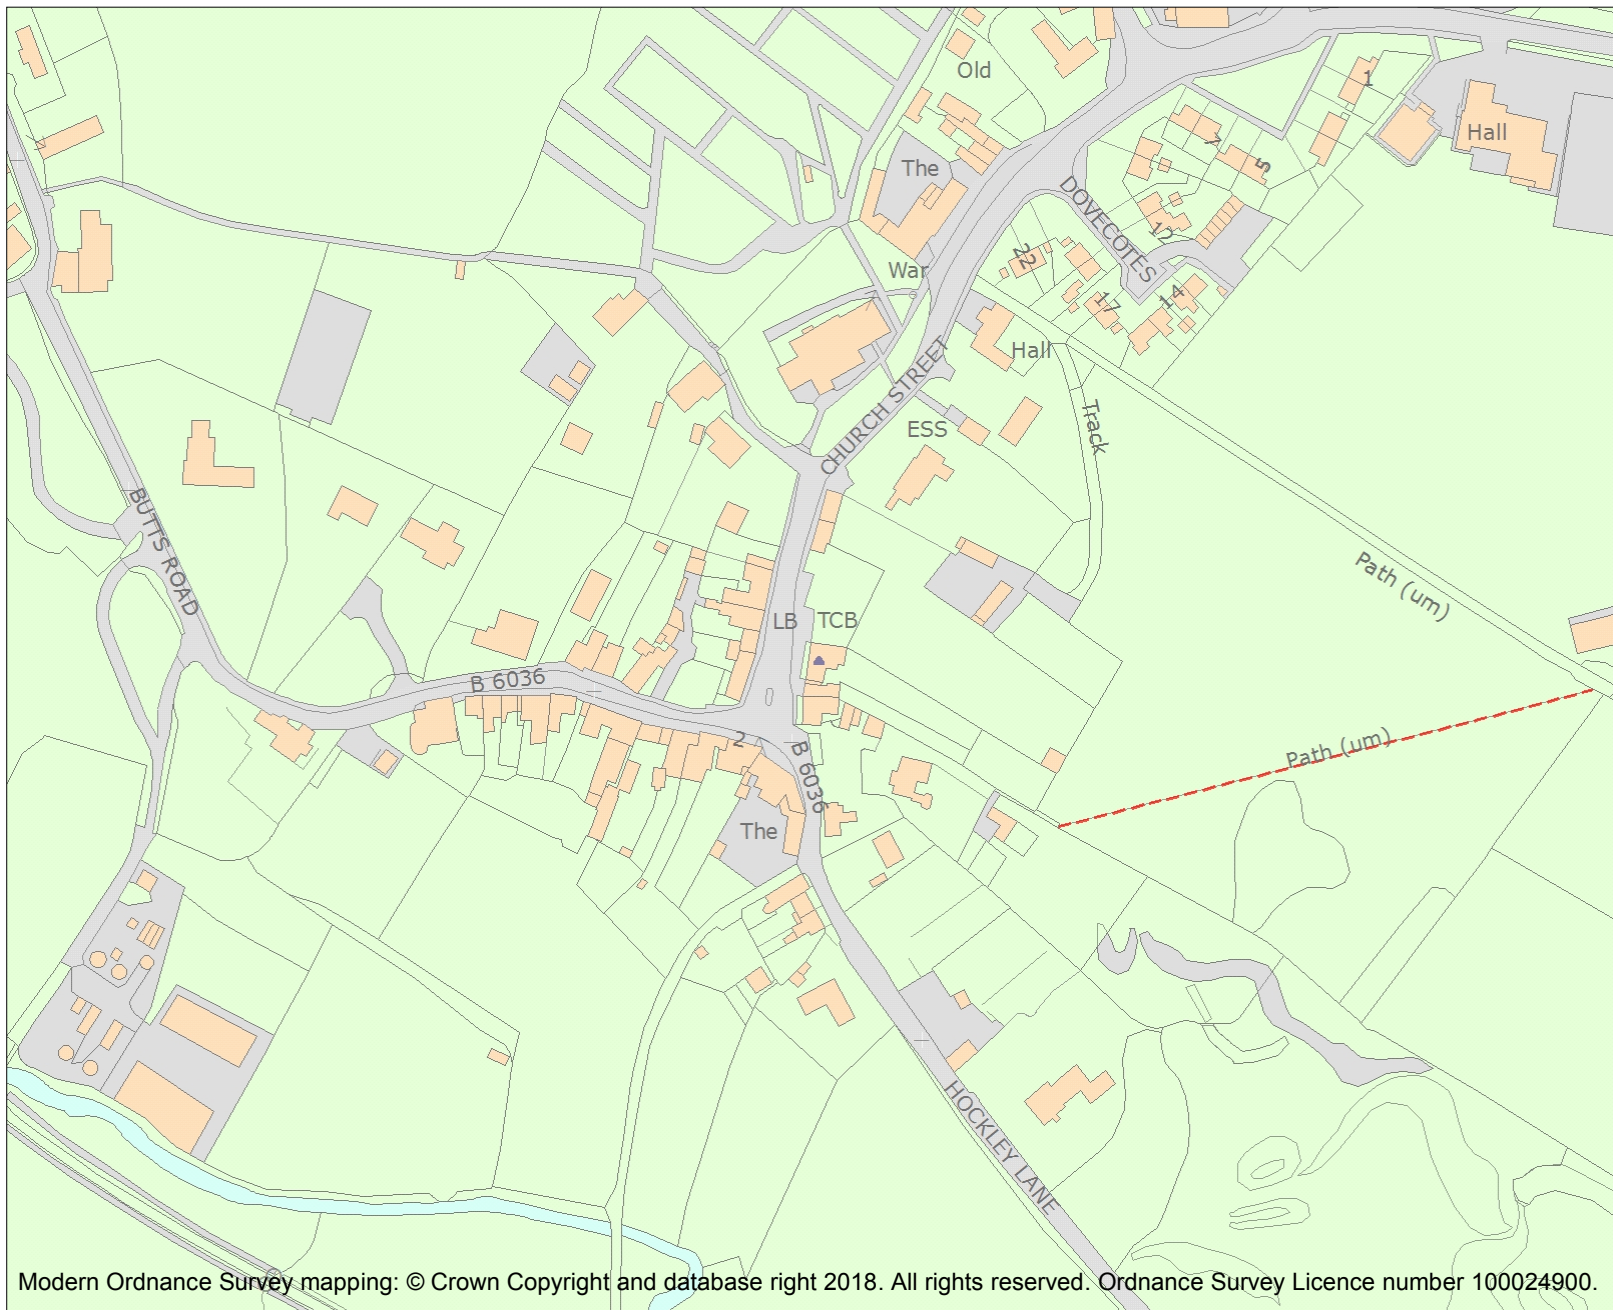 Old
1
Hall
The
7
5
DOVECOTES
12
22
War
17
14
Hall
CHURCH STREET
Track
ESS
BUTTS ROAD
Path (um)
LB
TCB
B 6036
2
B 6036
Path (um)
The
HOCKLEY LANE
Modern Ordnance Survey mapping: © Crown Copyright and database right 2018. All rights reserved. Ordnance Survey Licence number 100024900.